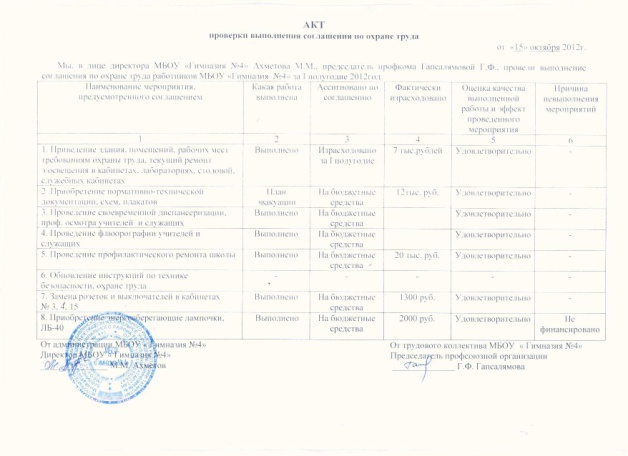 АКТ
проверки выполнения соглашения по охране труда
от «15» октября 2012г.
Мы, в лице директора МБОУ «Гимназия №4» Ахметова М.М., председатель профкома Гапсалямовой Г.Ф., провели выполнение
соглашения по охране труда работников МБОУ «Гимназия №4» за I полугодие 2012год
Наименование мероприятия, предусмотренного соглашением | Какая работа выполнена | Ассигновано по соглашению | Фактически израсходовано | Оценка качества выполненной работы и эффект проведенного мероприятия | Причина невыполнения мероприятий
1 2 3 4 5 6
1. Приведение здания, помещений, рабочих мест | Выполнено | Израсходовано | 7 тыс.рублей | Удовлетворительно | -
требованиям охраны труда, текущий ремонт | за I полугодие
эл/освещения в кабинетах, лабораториях, столовой,
служебных кабинетах
2. Приобретение нормативно-технической | План | На бюджетные | 12тыс. руб. | Удовлетворительно | -
документации, схем, плакатов | эвакуации | средства
3. Проведение своевременной диспансеризации, | Выполнено | На бюджетные | Удовлетворительно | -
проф. осмотра учителей и служащих | средства
4. Проведение флюорографии учителей и | Выполнено | На бюджетные | Удовлетворительно | -
служащих | средства
5. Проведение профилактического ремонта школы | Выполнено | На бюджетные | 20 тыс. руб. | Удовлетворительно | -
средства
6. Обновление инструкций по технике | - | - | - | - | -
безопасности, охране труда
7. Замена розеток и выключателей в кабинетах | Выполнено | На бюджетные | 1300 руб. | Удовлетворительно
№ 3, 4, 15 | средства
8. Приобретение энергосберегающие лампочки, | Выполнено | На бюджетные | 2000 руб. | Удовлетворительно | Не
ЛБ-40 | средства | финансировано
От администрации МБОУ «Гимназия №4» | От трудового коллектива МБОУ «Гимназия №4»
Директор МБОУ «Гимназия №4» | Председатель профсоюзной организации
М.М. Ахметов | Г.Ф. Гапсалямова